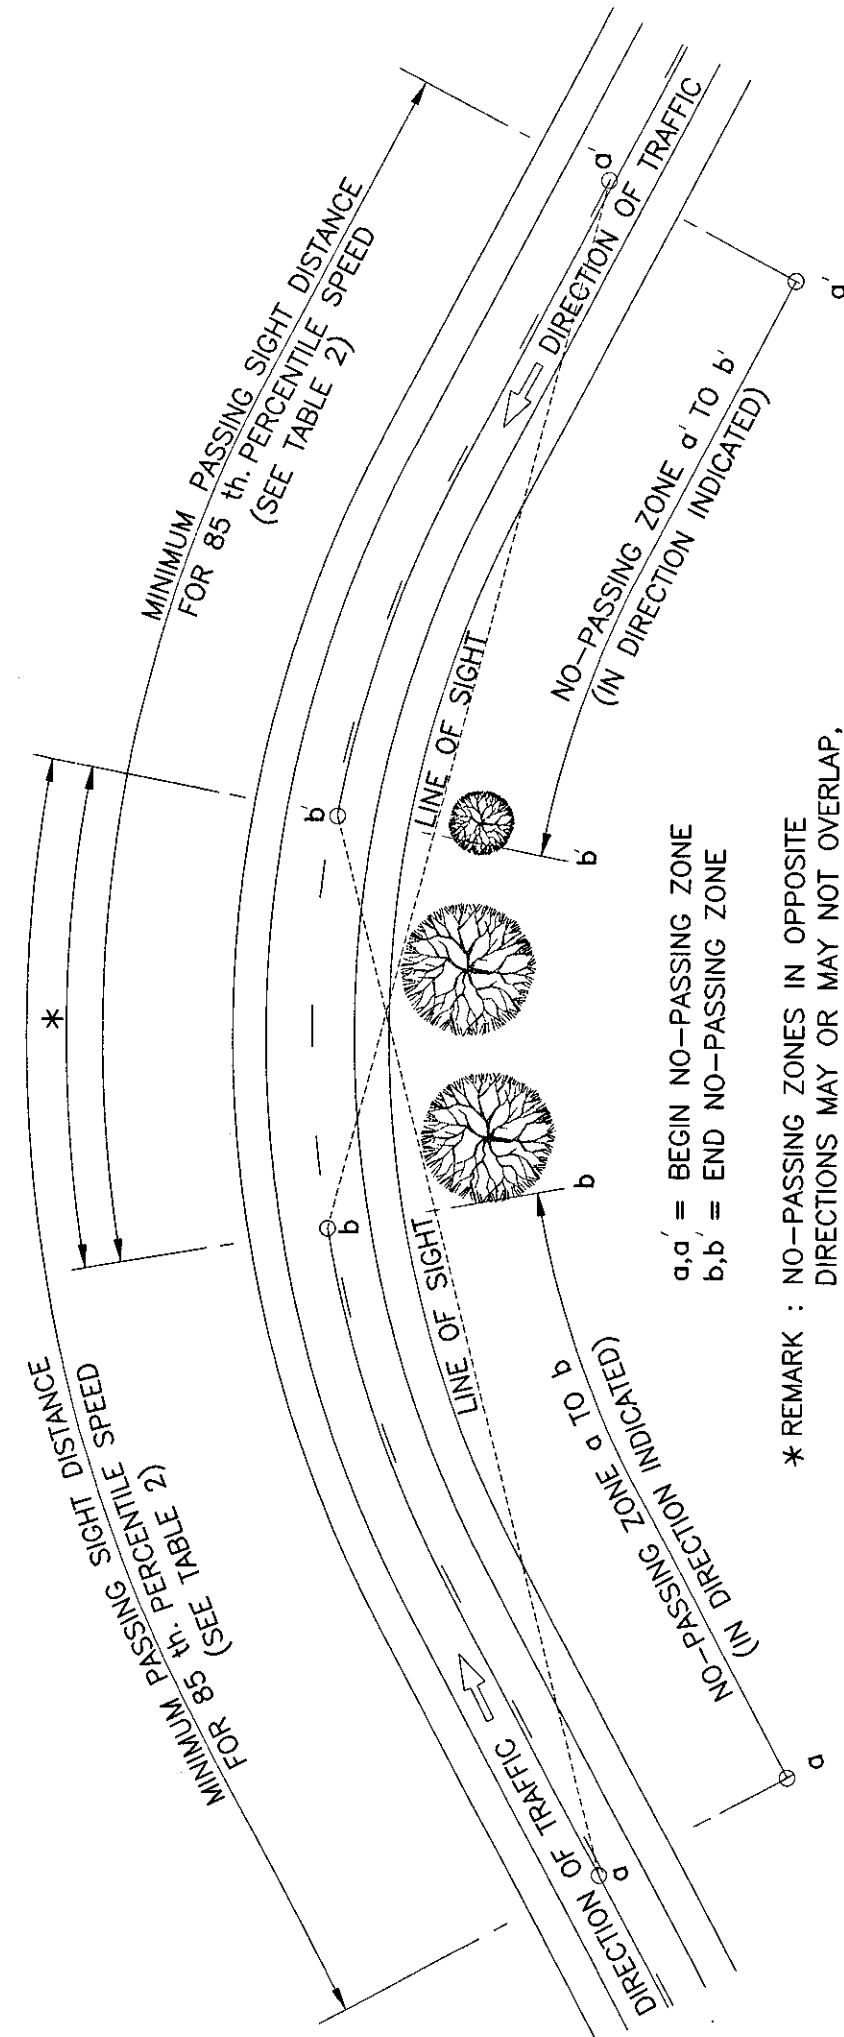 MINIMUM PASSING SIGHT DISTANCE
FOR 85 th. PERCENTILE SPEED
(SEE TABLE 2)
MINIMUM PASSING SIGHT DISTANCE
FOR 85 th. PERCENTILE SPEED
(SEE TABLE 2)
*
b
b'
DIRECTION OF TRAFFIC
DIRECTION OF TRAFFIC
a
a'
LINE OF SIGHT
LINE OF SIGHT
b
b'
NO-PASSING ZONE a TO b
(IN DIRECTION INDICATED)
NO-PASSING ZONE a' TO b'
(IN DIRECTION INDICATED)
a
a'
a,a' = BEGIN NO-PASSING ZONE
b,b' = END NO-PASSING ZONE
* REMARK : NO-PASSING ZONES IN OPPOSITE
DIRECTIONS MAY OR MAY NOT OVERLAP,